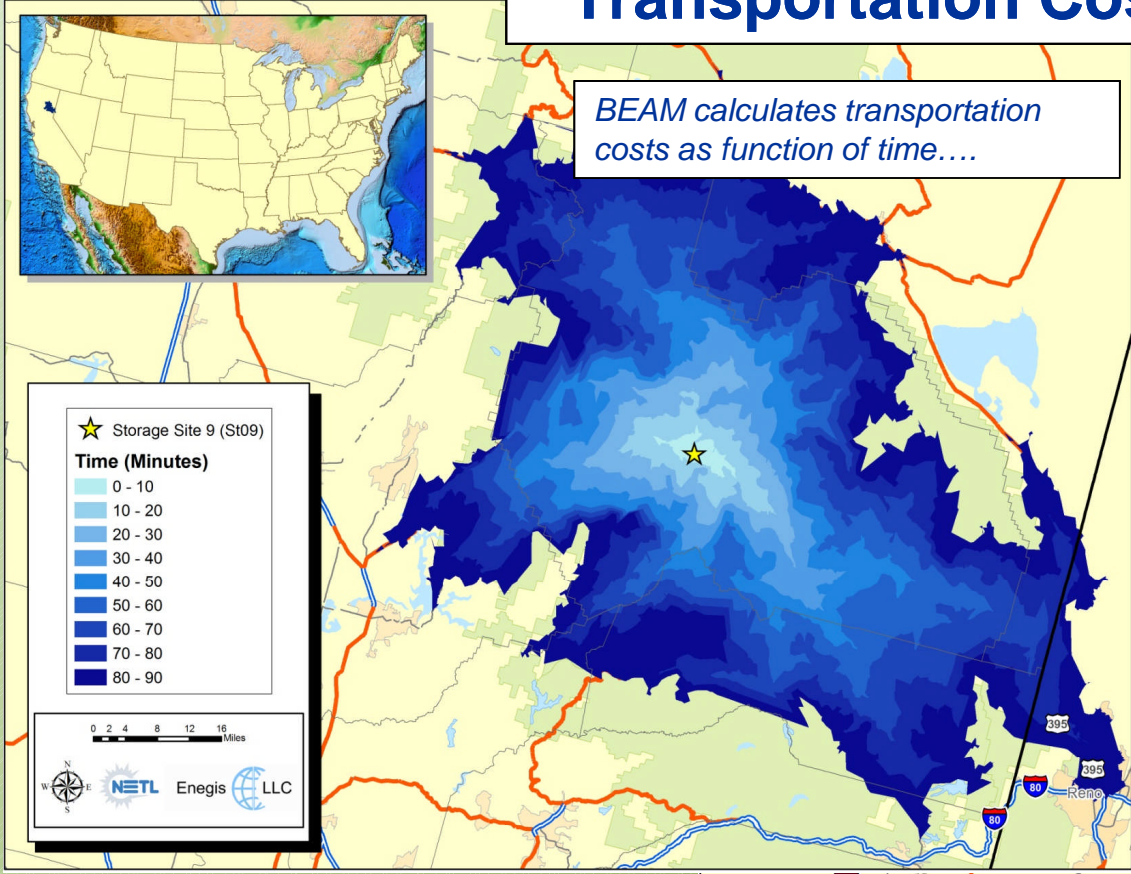 Transportation Cos
BEAM calculates transportation
costs as function of time….
Storage Site 9 (St09)
Time (Minutes)
0 - 10
10 - 20
20 - 30
30 - 40
40 - 50
50 - 60
60 - 70
70 - 80
80 - 90
0 2 4 8 12 16
Miles
N
W E
S
NETL
Enegis LLC
395
395
80
Reno
80